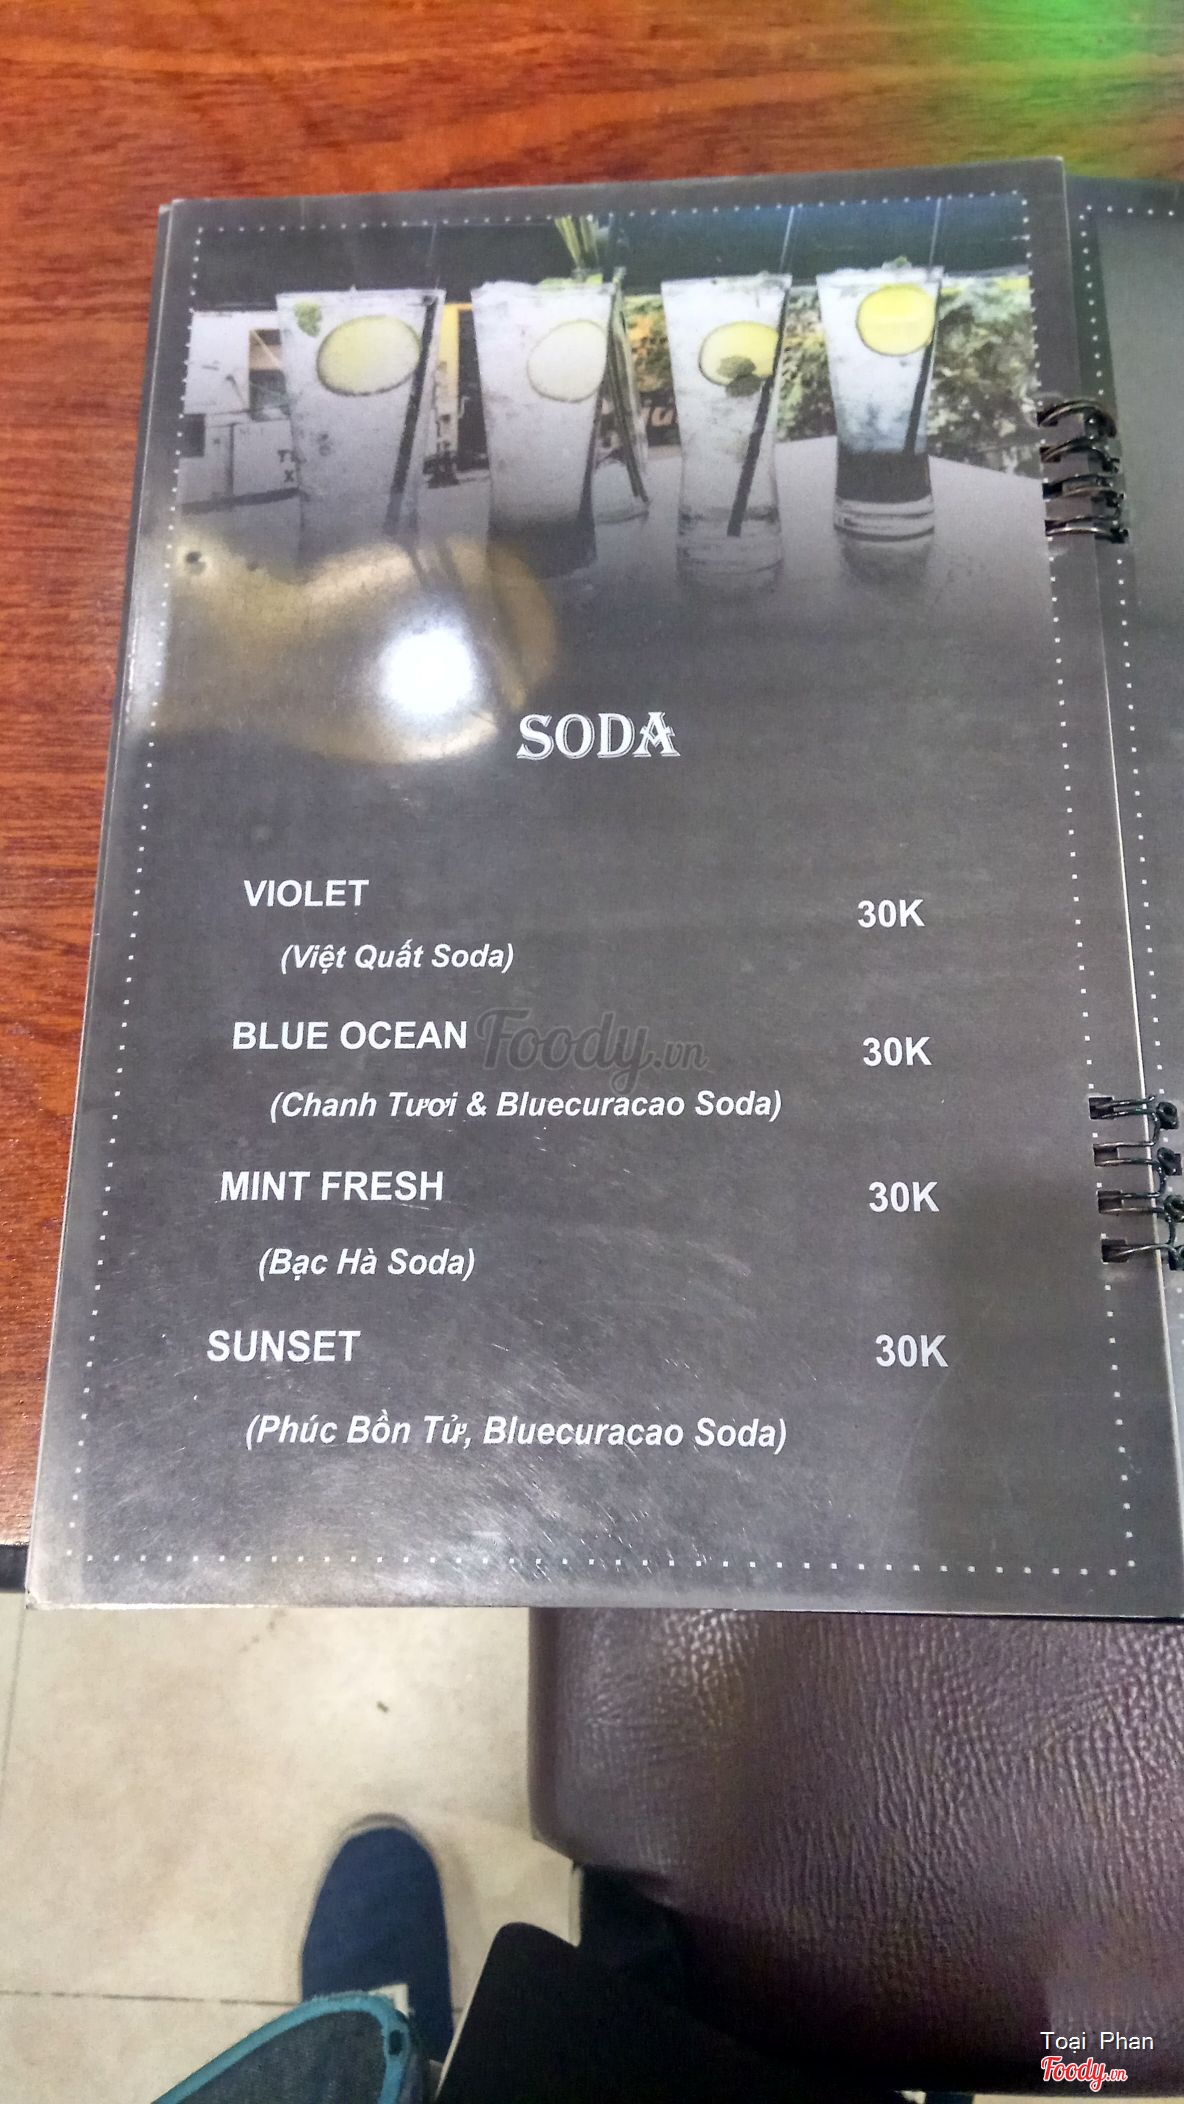 SODA
VIOLET 30K
(Việt Quất Soda)
BLUE OCEAN 30K
Foody.vn
(Chanh Tươi & Bluecuracao Soda)
MINT FRESH 30K
(Bạc Hà Soda)
SUNSET 30K
(Phúc Bồn Tử, Bluecuracao Soda)
Toại Phan
Foody.vn